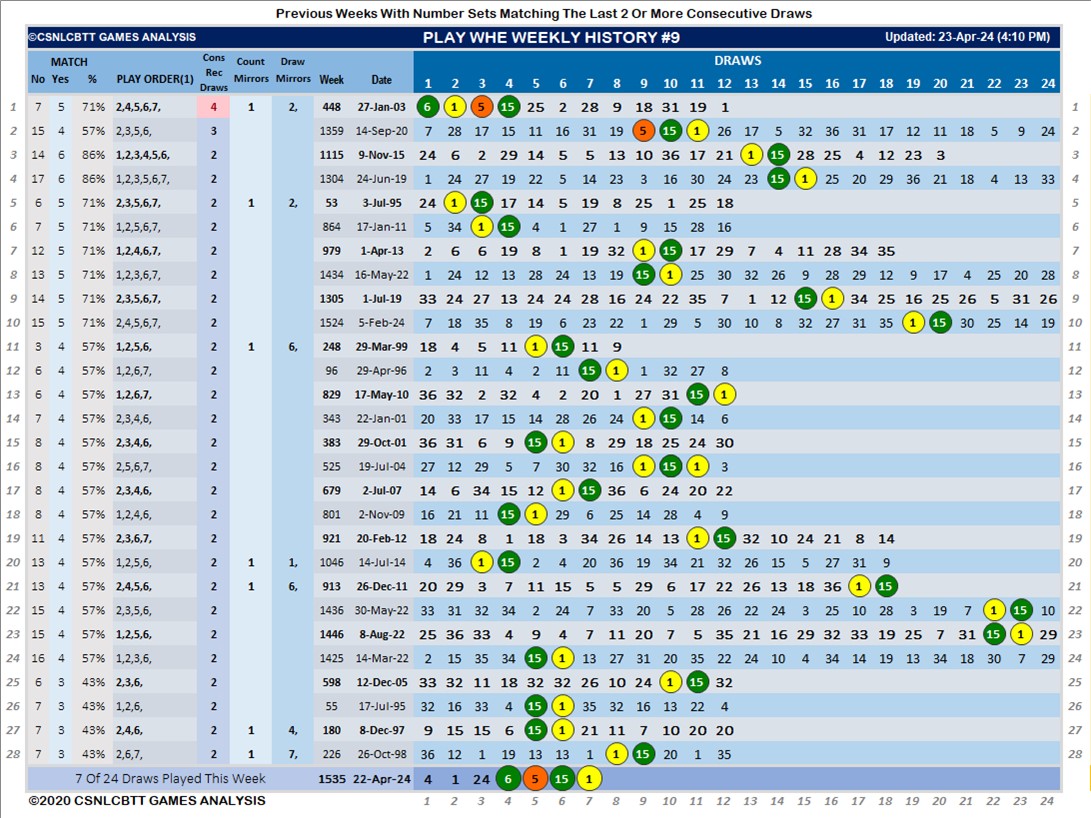 Previous Weeks With Number Sets Matching The Last 2 Or More Consecutive Draws
©CSNLCBTT GAMES ANALYSIS PLAY WHE WEEKLY HISTORY #9 Updated: 23-Apr-24 (4:10 PM)
MATCH Cons Count Draw DRAWS
No Yes % PLAY ORDER(1) Rec Draws Mirrors Mirrors Week Date 1 2 3 4 5 6 7 8 9 10 11 12 13 14 15 16 17 18 19 20 21 22 23 24
1 7 5 71% 2,4,5,6,7, 4 1 2, 448 27-Jan-03 6 1 5 15 25 2 28 9 18 31 19 1 1
2 15 4 57% 2,3,5,6, 3 1359 14-Sep-20 7 28 17 15 11 16 31 19 5 15 1 26 17 5 32 36 31 17 12 11 18 5 9 24 2
3 14 6 86% 1,2,3,4,5,6, 2 1115 9-Nov-15 24 6 2 29 14 5 5 13 10 36 17 21 1 15 28 25 4 12 23 3 3
4 17 6 86% 1,2,3,5,6,7, 2 1304 24-Jun-19 1 24 27 19 22 5 14 23 3 16 30 24 23 15 1 25 20 29 36 21 18 4 13 33 4
5 6 5 71% 2,3,5,6,7, 2 1 2, 53 3-Jul-95 24 1 15 17 14 5 19 8 25 1 25 18 5
6 7 5 71% 1,2,5,6,7, 2 864 17-Jan-11 5 34 1 15 4 1 27 1 9 15 28 16 6
7 12 5 71% 1,2,4,6,7, 2 979 1-Apr-13 2 6 6 19 8 1 19 32 1 15 17 29 7 4 11 28 34 35 7
8 13 5 71% 1,2,3,6,7, 2 1434 16-May-22 1 24 12 13 28 24 13 19 15 1 25 30 32 26 9 28 29 12 9 17 4 25 20 28 8
9 14 5 71% 2,3,5,6,7, 2 1305 1-Jul-19 33 24 27 13 24 24 28 16 24 22 35 7 1 12 15 1 34 25 16 25 26 5 31 26 9
10 15 5 71% 2,4,5,6,7, 2 1524 5-Feb-24 7 18 35 8 19 6 23 22 1 29 5 30 10 8 32 27 31 35 1 15 30 25 14 19 10
11 3 4 57% 1,2,5,6, 2 1 6, 248 29-Mar-99 18 4 5 11 1 15 11 9 11
12 6 4 57% 1,2,6,7, 2 96 29-Apr-96 2 3 11 4 2 11 15 1 1 32 27 8 12
13 6 4 57% 1,2,6,7, 2 829 17-May-10 36 32 2 32 4 2 20 1 27 31 15 1 13
14 7 4 57% 2,3,4,6, 2 343 22-Jan-01 20 33 17 15 14 28 26 24 1 15 14 6 14
15 8 4 57% 2,3,4,6, 2 383 29-Oct-01 36 31 6 9 15 1 8 29 18 25 24 30 15
16 8 4 57% 2,5,6,7, 2 525 19-Jul-04 27 12 29 5 7 30 32 16 1 15 1 3 16
17 8 4 57% 2,3,4,6, 2 679 2-Jul-07 14 6 34 15 12 1 15 36 6 24 20 22 17
18 8 4 57% 1,2,4,6, 2 801 2-Nov-09 16 21 11 15 1 29 6 25 14 28 4 9 18
19 11 4 57% 2,3,6,7, 2 921 20-Feb-12 18 24 8 1 18 3 34 26 14 13 1 15 32 10 24 21 8 14 19
20 13 4 57% 1,2,5,6, 2 1 1, 1046 14-Jul-14 4 36 1 15 2 4 20 36 19 34 21 32 26 15 5 27 31 9 20
21 13 4 57% 2,4,5,6, 2 1 6, 913 26-Dec-11 20 29 3 7 11 15 5 5 29 6 17 22 26 13 18 36 1 15 21
22 15 4 57% 2,3,5,6, 2 1436 30-May-22 33 31 32 34 2 24 7 33 20 5 28 26 22 24 3 25 10 28 3 19 7 1 15 10 22
23 15 4 57% 1,2,5,6, 2 1446 8-Aug-22 25 36 33 4 9 4 7 11 20 7 5 35 21 16 29 32 33 19 25 7 31 15 1 29 23
24 16 4 57% 1,2,3,6, 2 1425 14-Mar-22 2 15 35 34 15 1 13 27 31 20 35 22 24 10 4 34 14 19 13 34 18 30 7 29 24
25 6 3 43% 2,3,6, 2 598 12-Dec-05 33 32 11 18 32 32 26 10 24 1 15 32 25
26 7 3 43% 1,2,6, 2 55 17-Jul-95 32 16 33 4 15 1 35 32 16 13 22 4 26
27 7 3 43% 2,4,6, 2 1 4, 180 8-Dec-97 9 15 15 6 15 1 21 11 7 10 20 20 27
28 7 3 43% 2,6,7, 2 1 7, 226 26-Oct-98 36 12 1 19 13 13 1 1 15 20 1 35 28
7 Of 24 Draws Played This Week 1535 22-Apr-24 4 1 24 6 5 15 1
©2020 CSNLCBTT GAMES ANALYSIS 1 2 3 4 5 6 7 8 9 10 11 12 13 14 15 16 17 18 19 20 21 22 23 24